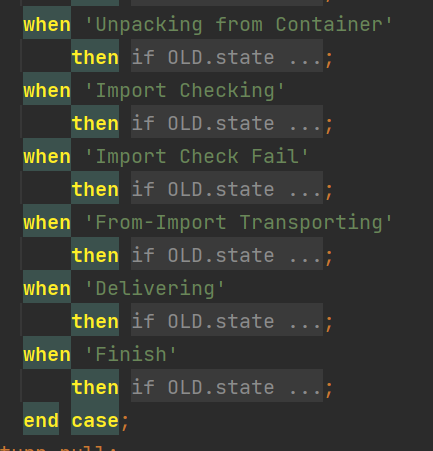 when 'Unpacking from Container'
then if OLD.state ...;
when 'Import Checking'
then if OLD.state ...;
when 'Import Check Fail'
then if OLD.state ...;
when 'From-Import Transporting'
then if OLD.state ...;
when 'Delivering'
then if OLD.state ...;
when 'Finish'
then if OLD.state ...;
end case;